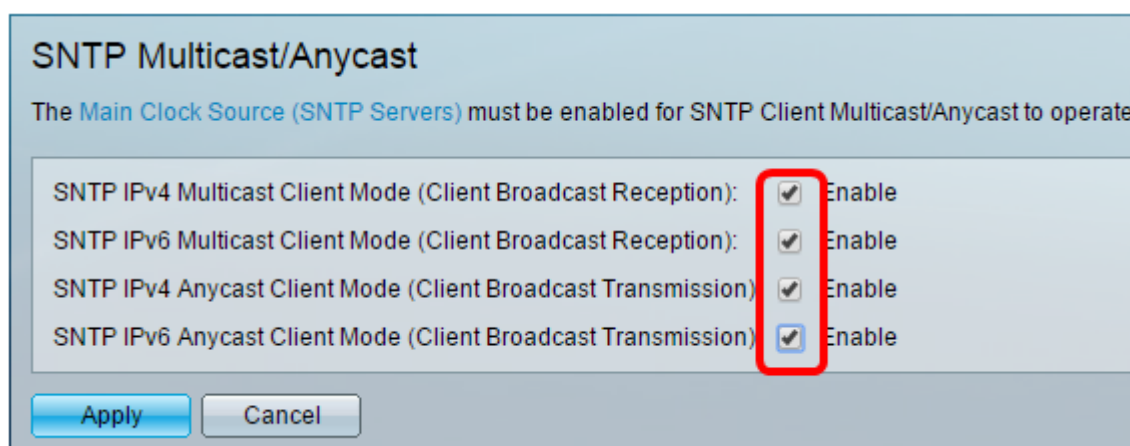 SNTP Multicast/Anycast
The Main Clock Source (SNTP Servers) must be enabled for SNTP Client Multicast/Anycast to operate
SNTP IPv4 Multicast Client Mode (Client Broadcast Reception): Enable
SNTP IPv6 Multicast Client Mode (Client Broadcast Reception): Enable
SNTP IPv4 Anycast Client Mode (Client Broadcast Transmission) Enable
SNTP IPv6 Anycast Client Mode (Client Broadcast Transmission) Enable
Apply Cancel